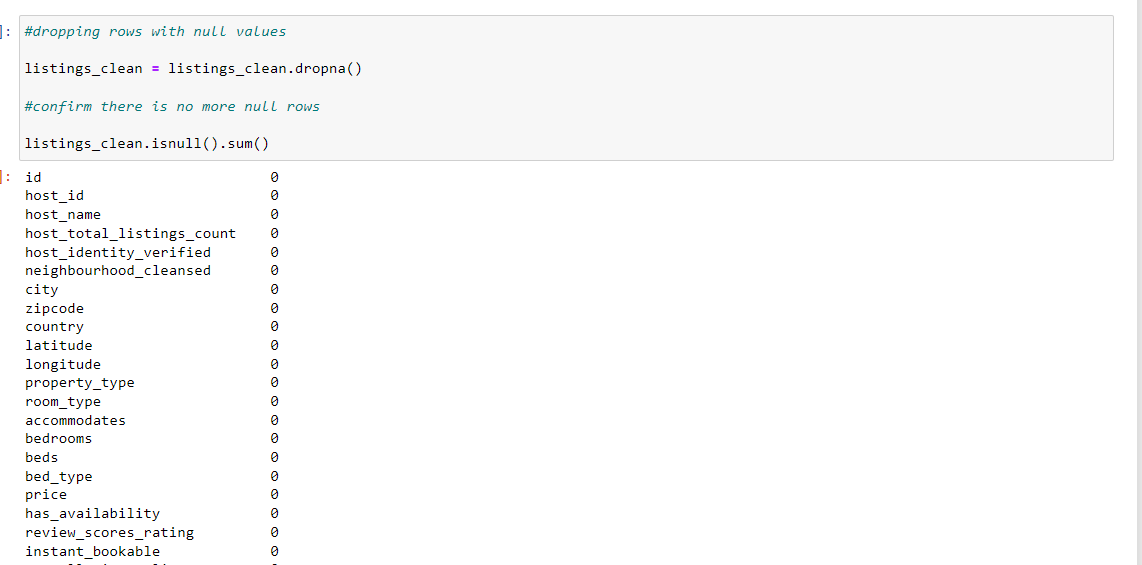 ]: #dropping rows with null values
listings_clean = listings_clean.dropna()
#confirm there is no more null rows
listings_clean.isnull().sum()
]: id 0
host_id 0
host_name 0
host_total_listings_count 0
host_identity_verified 0
neighbourhood_cleansed 0
city 0
zipcode 0
country 0
latitude 0
longitude 0
property_type 0
room_type 0
accommodates 0
bedrooms 0
beds 0
bed_type 0
price 0
has_availability 0
review_scores_rating 0
instant_bookable 0